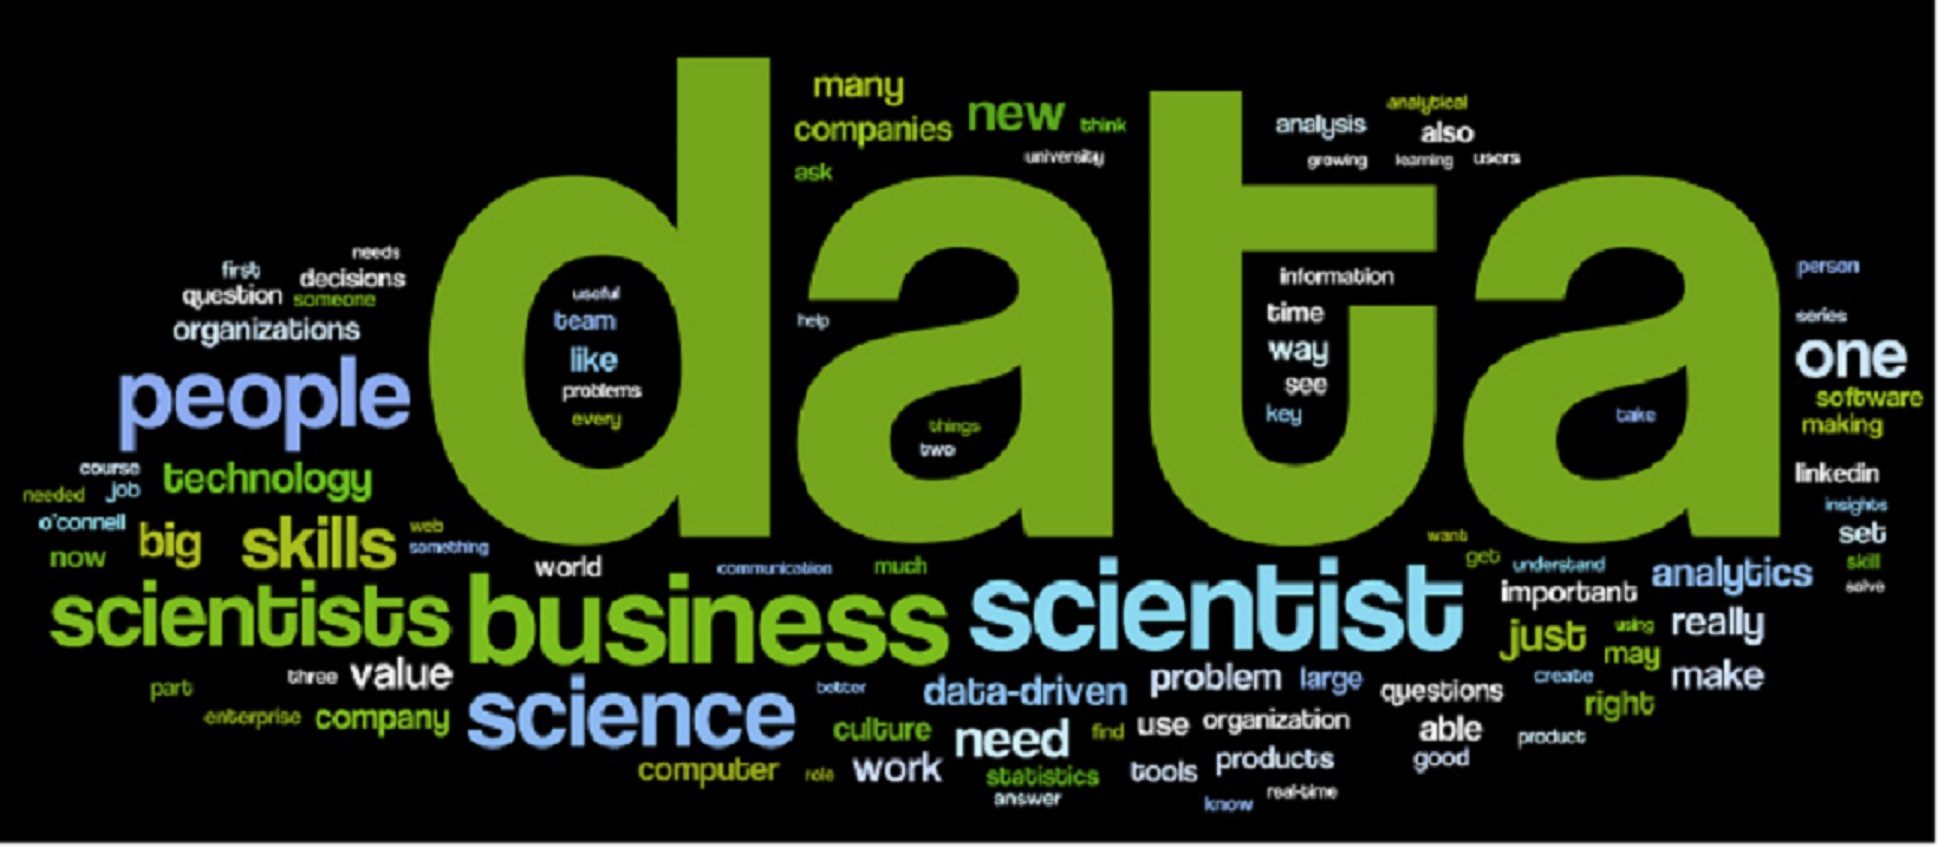 data
many
companies
new
think
university
ask
analytical
analysis
also
growing
learning
users
needs
first
decisions
question
someone
organizations
people
useful
team
like
problems
every
help
things
two
information
time
way
see
key
take
person
series
one
software
making
linkedin
insights
set
skill
solve
course
technology
needed
job
o'connell
big
skills
web
something
now
world
communication
much
want
get
understand
analytics
important
scientists
business
scientist
just
using
really
may
make
part
three
value
enterprise
company
science
better
data-driven
problem
large
questions
create
right
culture
need
find
use
organization
able
product
computer
role
work
statistics
tools
products
good
answer
know
real-time